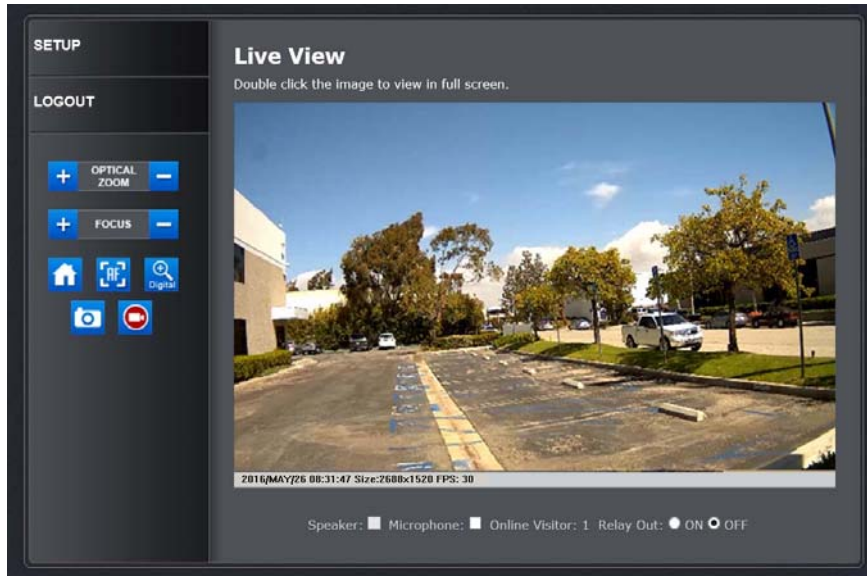 SETUP
LOGOUT
+ OPTICAL ZOOM −
+ FOCUS −
AF
Digital
Live View
Double click the image to view in full screen.
2016/MAY/26 08:31:47 Size:2688x1520 FPS: 30
Speaker: Microphone: Online Visitor: 1 Relay Out: ON OFF